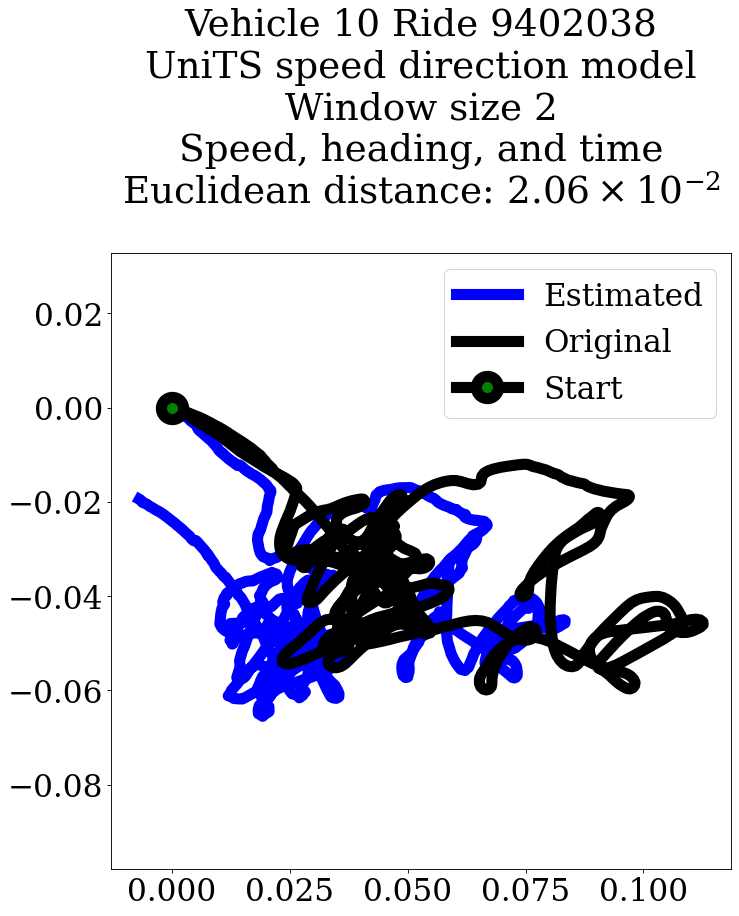 Vehicle 10 Ride 9402038
UniTS speed direction model
Window size 2
Speed, heading, and time
Euclidean distance: 2.06 × 10⁻²
Estimated
Original
Start
0.02
0.00
−0.02
−0.04
−0.06
−0.08
0.000 0.025 0.050 0.075 0.100